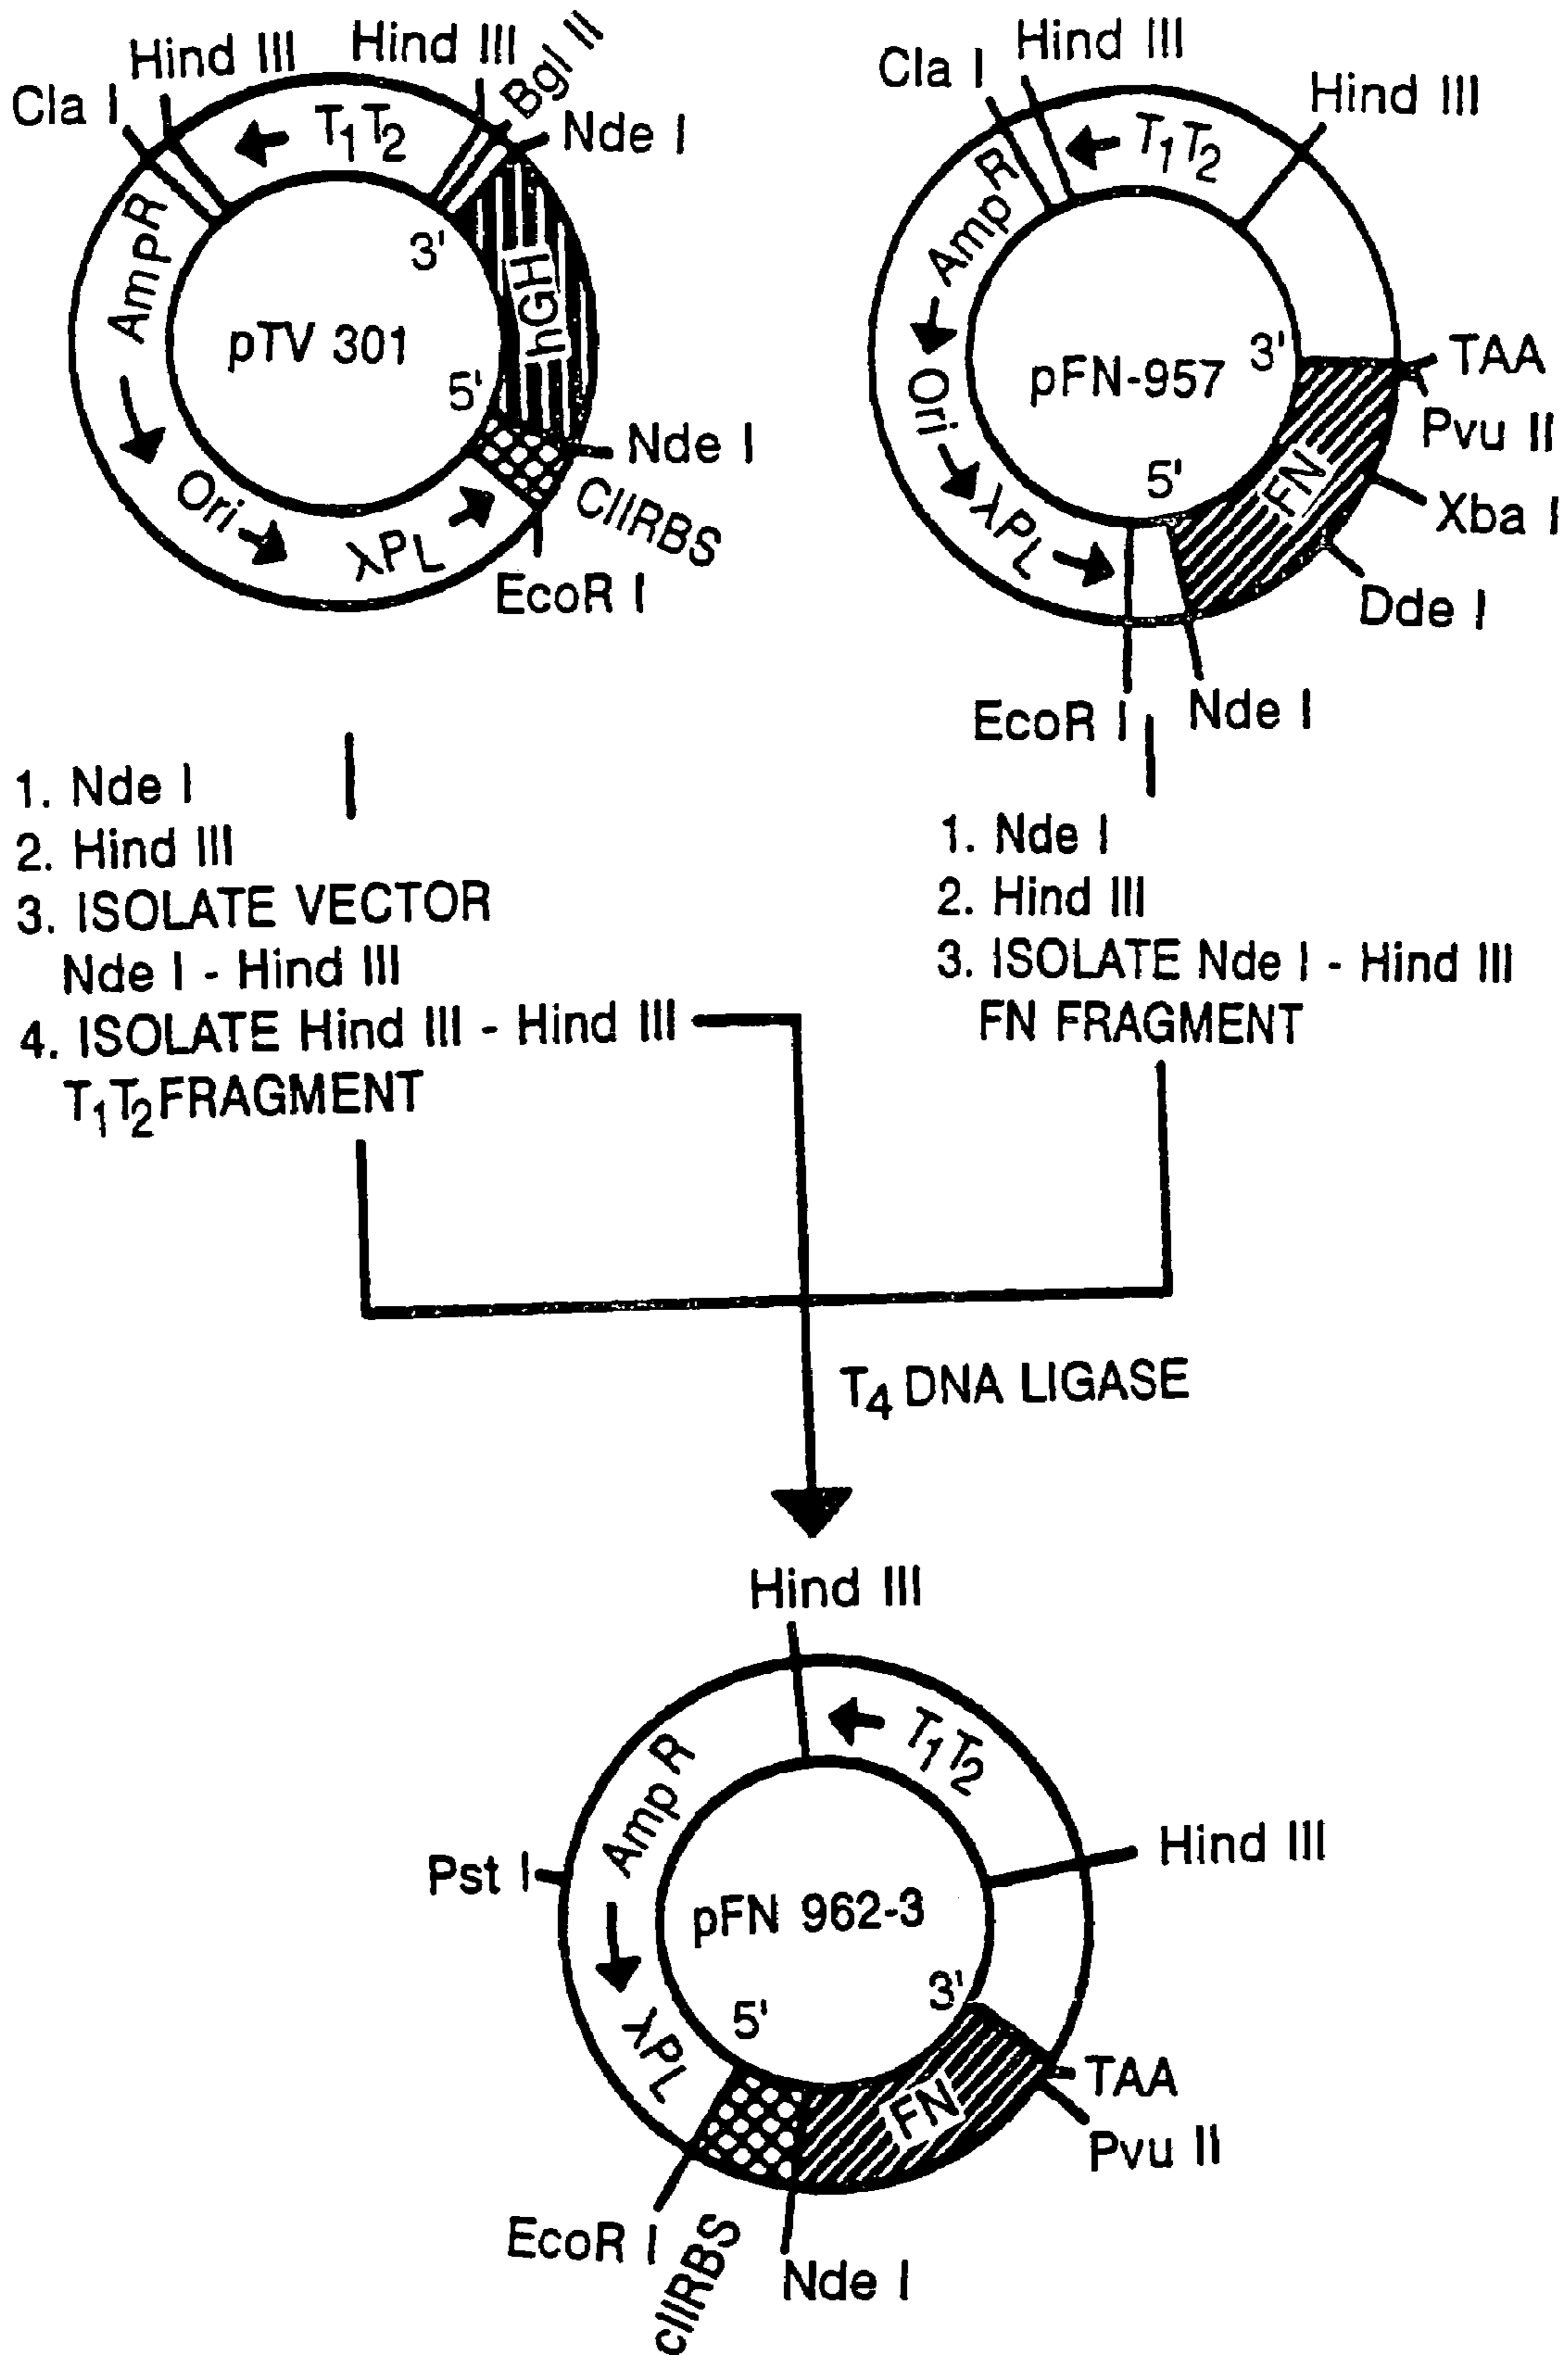 Hind III
Hind III
Bgl II
Cla I
Nde I
T1T2
AmpR
3'
hGH
pTV 301
5'
Nde I
CIIRBS
Ori
λPL
EcoR I
Hind III
Cla I
Hind III
T1T2
AmpR
3'
TAA
pFN-957
Pvu II
Ori
5'
FN
Xba I
λPL
Dde I
EcoR I
Nde I
1. Nde I
2. Hind III
3. ISOLATE VECTOR
Nde I - Hind III
4. ISOLATE Hind III - Hind III
T1T2 FRAGMENT
1. Nde I
2. Hind III
3. ISOLATE Nde I - Hind III
FN FRAGMENT
T4 DNA LIGASE
Hind III
T1T2
AmpR
Hind III
Pst I
pFN 962-3
3'
5'
λPL
TAA
FN
Pvu II
EcoR I
cIIRBS
Nde I